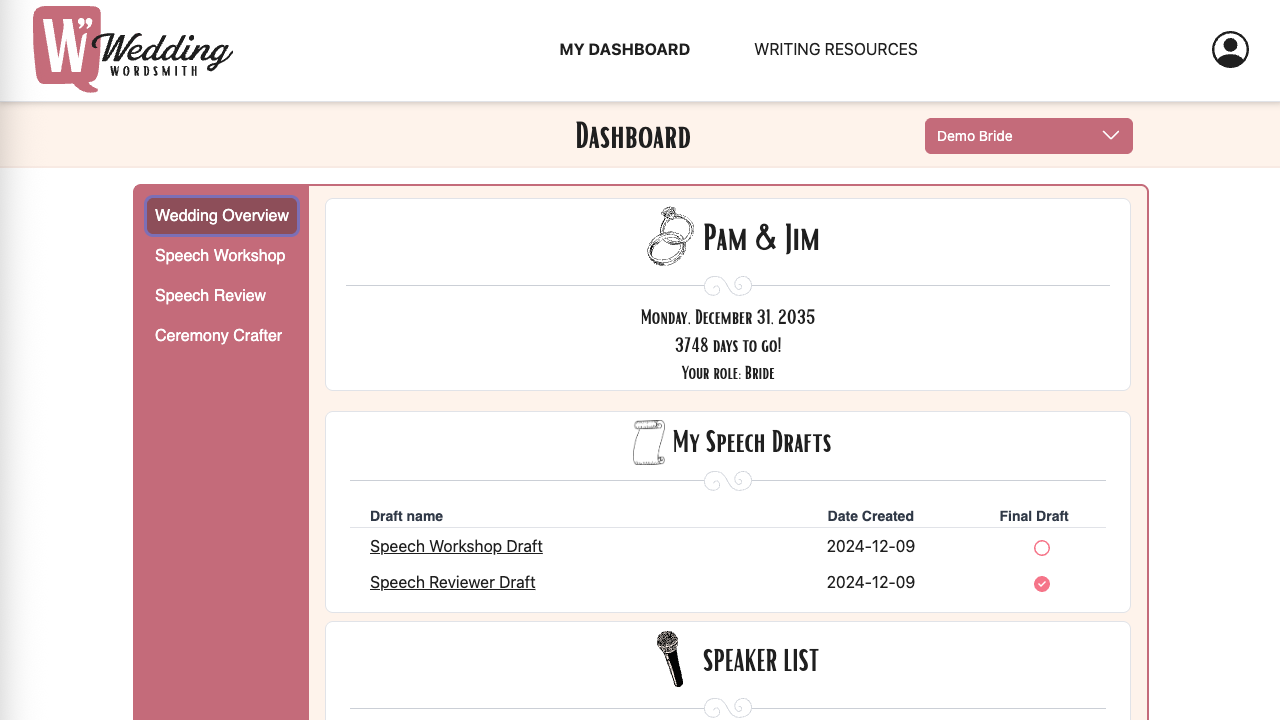 W”Wedding
WORDSMITH
MY DASHBOARD
WRITING RESOURCES
Dashboard
Demo Bride
Wedding Overview
Speech Workshop
Speech Review
Ceremony Crafter
Pam & Jim
Monday, December 31, 2035
3748 days to go!
Your role: Bride
My Speech Drafts
Draft name Date Created Final Draft
Speech Workshop Draft 2024-12-09
Speech Reviewer Draft 2024-12-09
SPEAKER LIST